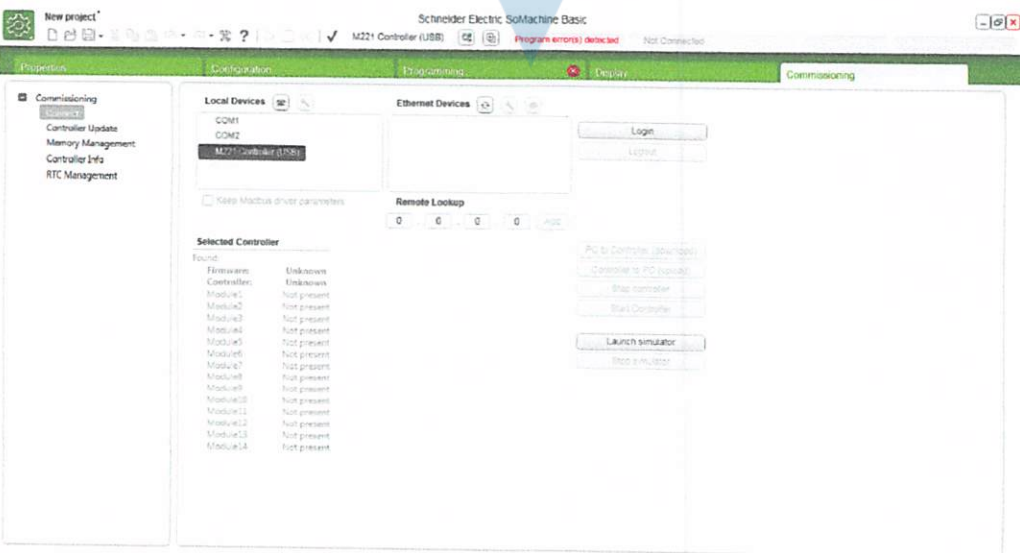 New project*
Schneider Electric SoMachine Basic
M221 Controller (USB)
Program error(s) detected
Not Connected
Properties
Configuration
Programming
Display
Commissioning
Commissioning
Connect
Controller Update
Memory Management
Controller Info
RTC Management
Local Devices
COM1
COM2
M221 Controller (USB)
Keep Modbus driver parameters
Ethernet Devices
Remote Lookup
0 . 0 . 0 . 0 Add
Login
Logout
Selected Controller
Found:
Firmware: Unknown
Controller: Unknown
Module1 Not present
Module2 Not present
Module3 Not present
Module4 Not present
Module5 Not present
Module6 Not present
Module7 Not present
Module8 Not present
Module9 Not present
Module10 Not present
Module11 Not present
Module12 Not present
Module13 Not present
Module14 Not present
PC to Controller (download)
Controller to PC (upload)
Stop controller
Start Controller
Launch simulator
Stop simulator